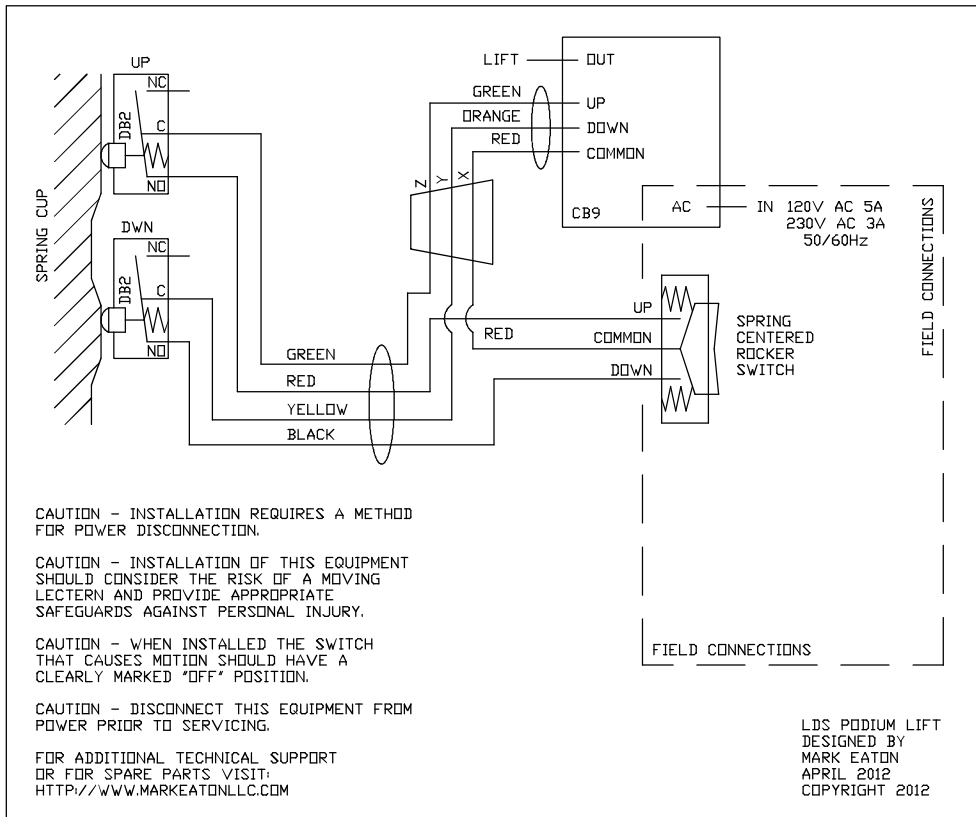 UP
NC
DB2
C
NO
SPRING CUP
DWN
NC
DB2
C
NO
LIFT
OUT
GREEN
UP
ORANGE
DOWN
RED
COMMON
Z
Y
X
CB9
AC
IN 120V AC 5A
230V AC 3A
50/60Hz
FIELD CONNECTIONS
UP
RED
COMMON
DOWN
SPRING
CENTERED
ROCKER
SWITCH
GREEN
RED
YELLOW
BLACK
FIELD CONNECTIONS
CAUTION - INSTALLATION REQUIRES A METHOD
FOR POWER DISCONNECTION.
CAUTION - INSTALLATION OF THIS EQUIPMENT
SHOULD CONSIDER THE RISK OF A MOVING
LECTERN AND PROVIDE APPROPRIATE
SAFEGUARDS AGAINST PERSONAL INJURY.
CAUTION - WHEN INSTALLED THE SWITCH
THAT CAUSES MOTION SHOULD HAVE A
CLEARLY MARKED "OFF" POSITION.
CAUTION - DISCONNECT THIS EQUIPMENT FROM
POWER PRIOR TO SERVICING.
FOR ADDITIONAL TECHNICAL SUPPORT
OR FOR SPARE PARTS VISIT:
HTTP://WWW.MARKEATONLLC.COM
LDS PODIUM LIFT
DESIGNED BY
MARK EATON
APRIL 2012
COPYRIGHT 2012